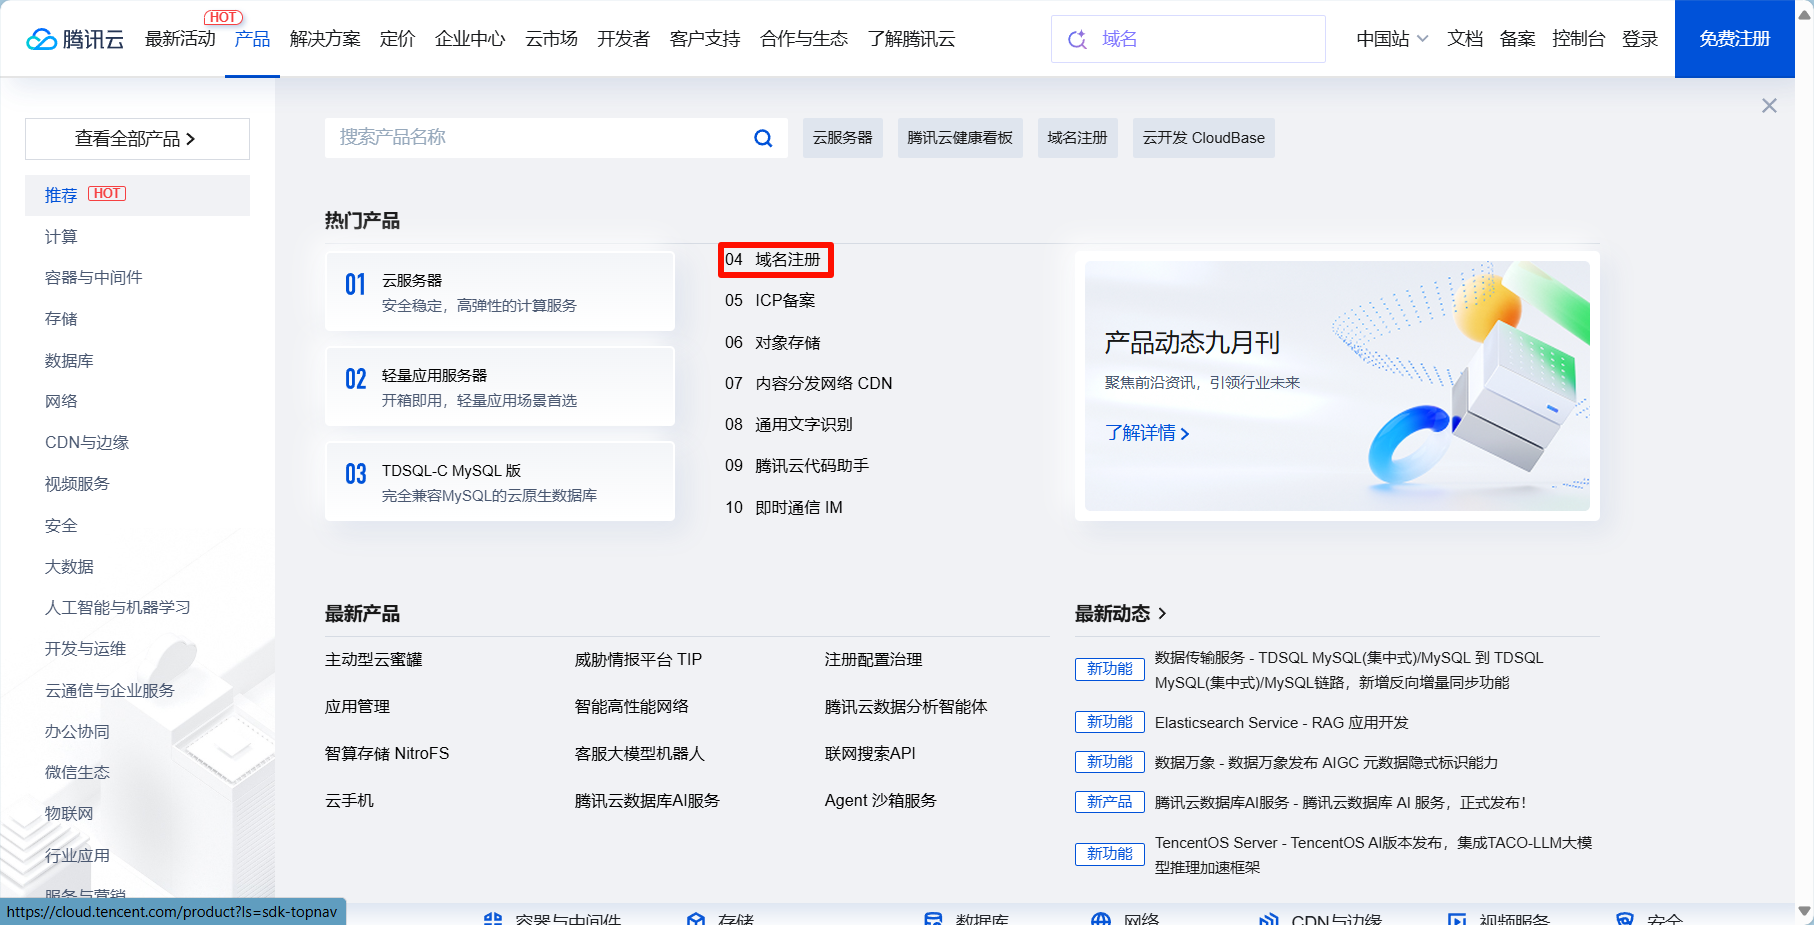 腾讯云
最新活动
HOT
产品
解决方案
定价
企业中心
云市场
开发者
客户支持
合作与生态
了解腾讯云
域名
中国站
文档
备案
控制台
登录
免费注册
查看全部产品
推荐 HOT
计算
容器与中间件
存储
数据库
网络
CDN与边缘
视频服务
安全
大数据
人工智能与机器学习
开发与运维
云通信与企业服务
办公协同
微信生态
物联网
行业应用
服务与营销
搜索产品名称
云服务器
腾讯云健康看板
域名注册
云开发 CloudBase
热门产品
01 云服务器
安全稳定，高弹性的计算服务
02 轻量应用服务器
开箱即用，轻量应用场景首选
03 TDSQL-C MySQL 版
完全兼容MySQL的云原生数据库
04 域名注册
05 ICP备案
06 对象存储
07 内容分发网络 CDN
08 通用文字识别
09 腾讯云代码助手
10 即时通信 IM
产品动态九月刊
聚焦前沿资讯，引领行业未来
了解详情
最新产品
主动型云蜜罐
威胁情报平台 TIP
注册配置治理
应用管理
智能高性能网络
腾讯云数据分析智能体
智算存储 NitroFS
客服大模型机器人
联网搜索API
云手机
腾讯云数据库AI服务
Agent 沙箱服务
最新动态
新功能
数据传输服务 - TDSQL MySQL(集中式)/MySQL 到 TDSQL
MySQL(集中式)/MySQL链路，新增反向增量同步功能
新功能
Elasticsearch Service - RAG 应用开发
新功能
数据万象 - 数据万象发布 AIGC 元数据隐式标识能力
新产品
腾讯云数据库AI服务 - 腾讯云数据库 AI 服务，正式发布！
新功能
TencentOS Server - TencentOS AI版本发布，集成TACO-LLM大模
型推理加速框架
https://cloud.tencent.com/product?ls=sdk-topnav
容器与中间件
存储
数据库
网络
CDN与边缘
视频服务
安全